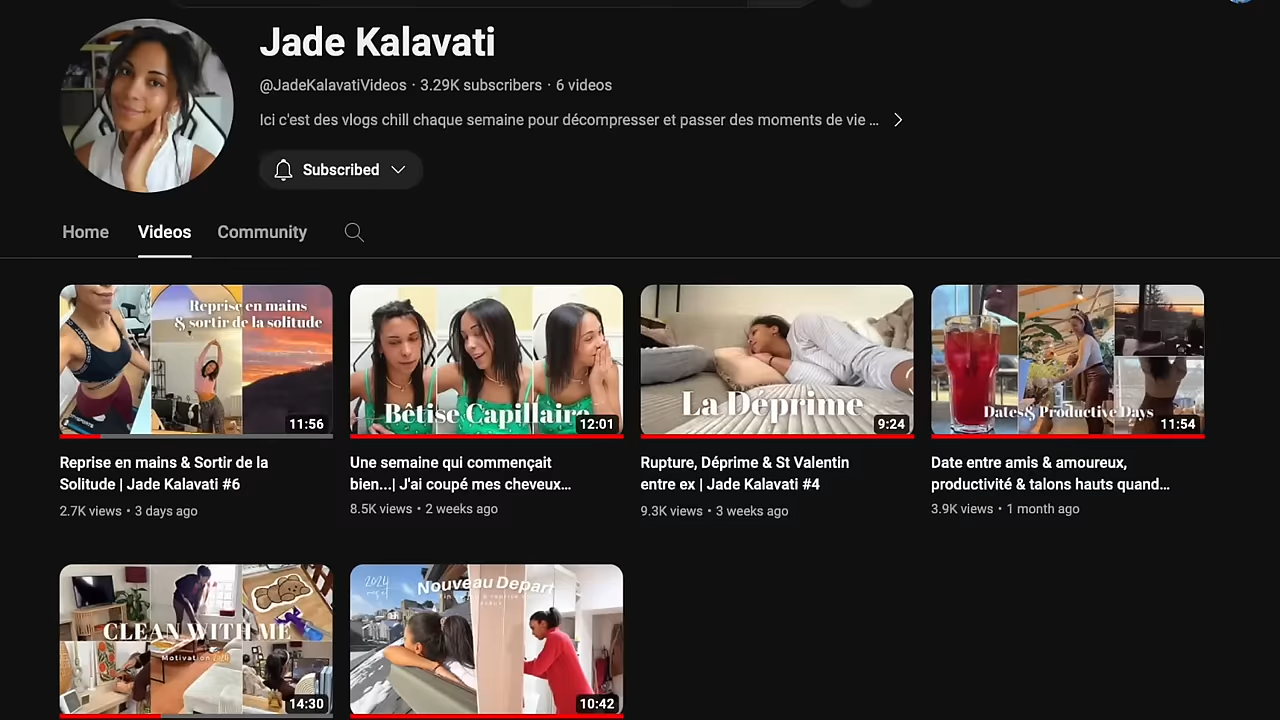 Jade Kalavati
@JadeKalavatiVideos · 3.29K subscribers · 6 videos
Ici c'est des vlogs chill chaque semaine pour décompresser et passer des moments de vie ...
Subscribed
Home Videos Community
Reprise en mains
& sortir de la solitude
11:56
Bêtise Capillaire
12:01
La Déprime
9:24
Dates & Productive Days
11:54
Reprise en mains & Sortir de la
Solitude | Jade Kalavati #6
2.7K views • 3 days ago
Une semaine qui commençait
bien...| J'ai coupé mes cheveux...
8.5K views • 2 weeks ago
Rupture, Déprime & St Valentin
entre ex | Jade Kalavati #4
9.3K views • 3 weeks ago
Date entre amis & amoureux,
productivité & talons hauts quand...
3.9K views • 1 month ago
CLEAN WITH ME
14:30
2024
reset
Nouveau Depart
10:42